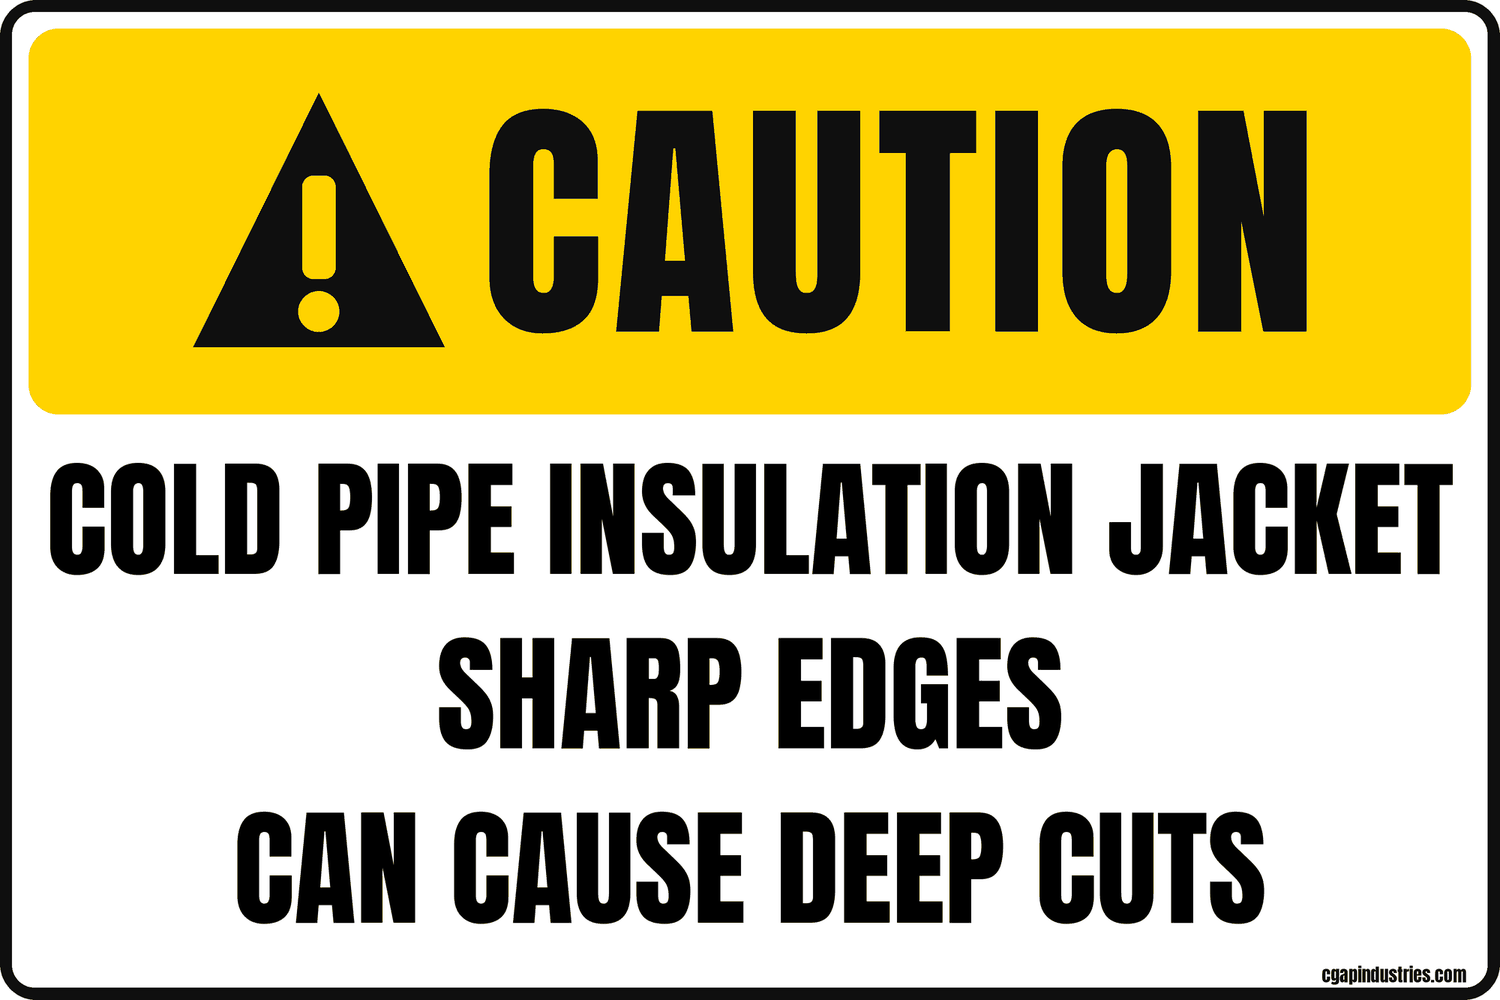 CAUTION
COLD PIPE INSULATION JACKET
SHARP EDGES
CAN CAUSE DEEP CUTS
cgapindustries.com